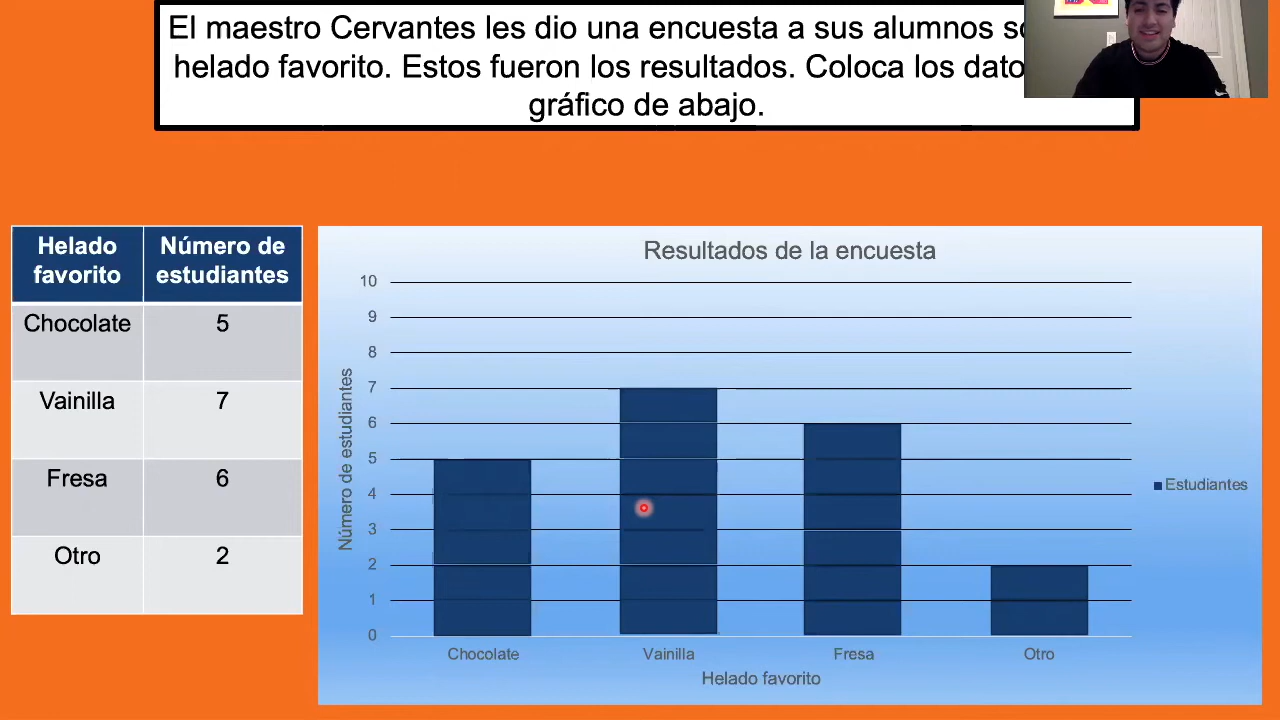 El maestro Cervantes les dio una encuesta a sus alumnos
helado favorito. Estos fueron los resultados. Coloca los
gráfico de abajo.
Helado favorito
Número de estudiantes
Chocolate 5
Vainilla 7
Fresa 6
Otro 2
Resultados de la encuesta
10
9
8
7
6
5
4
3
2
1
0
Número de estudiantes
Chocolate Vainilla Fresa Otro
Helado favorito
Estudiantes